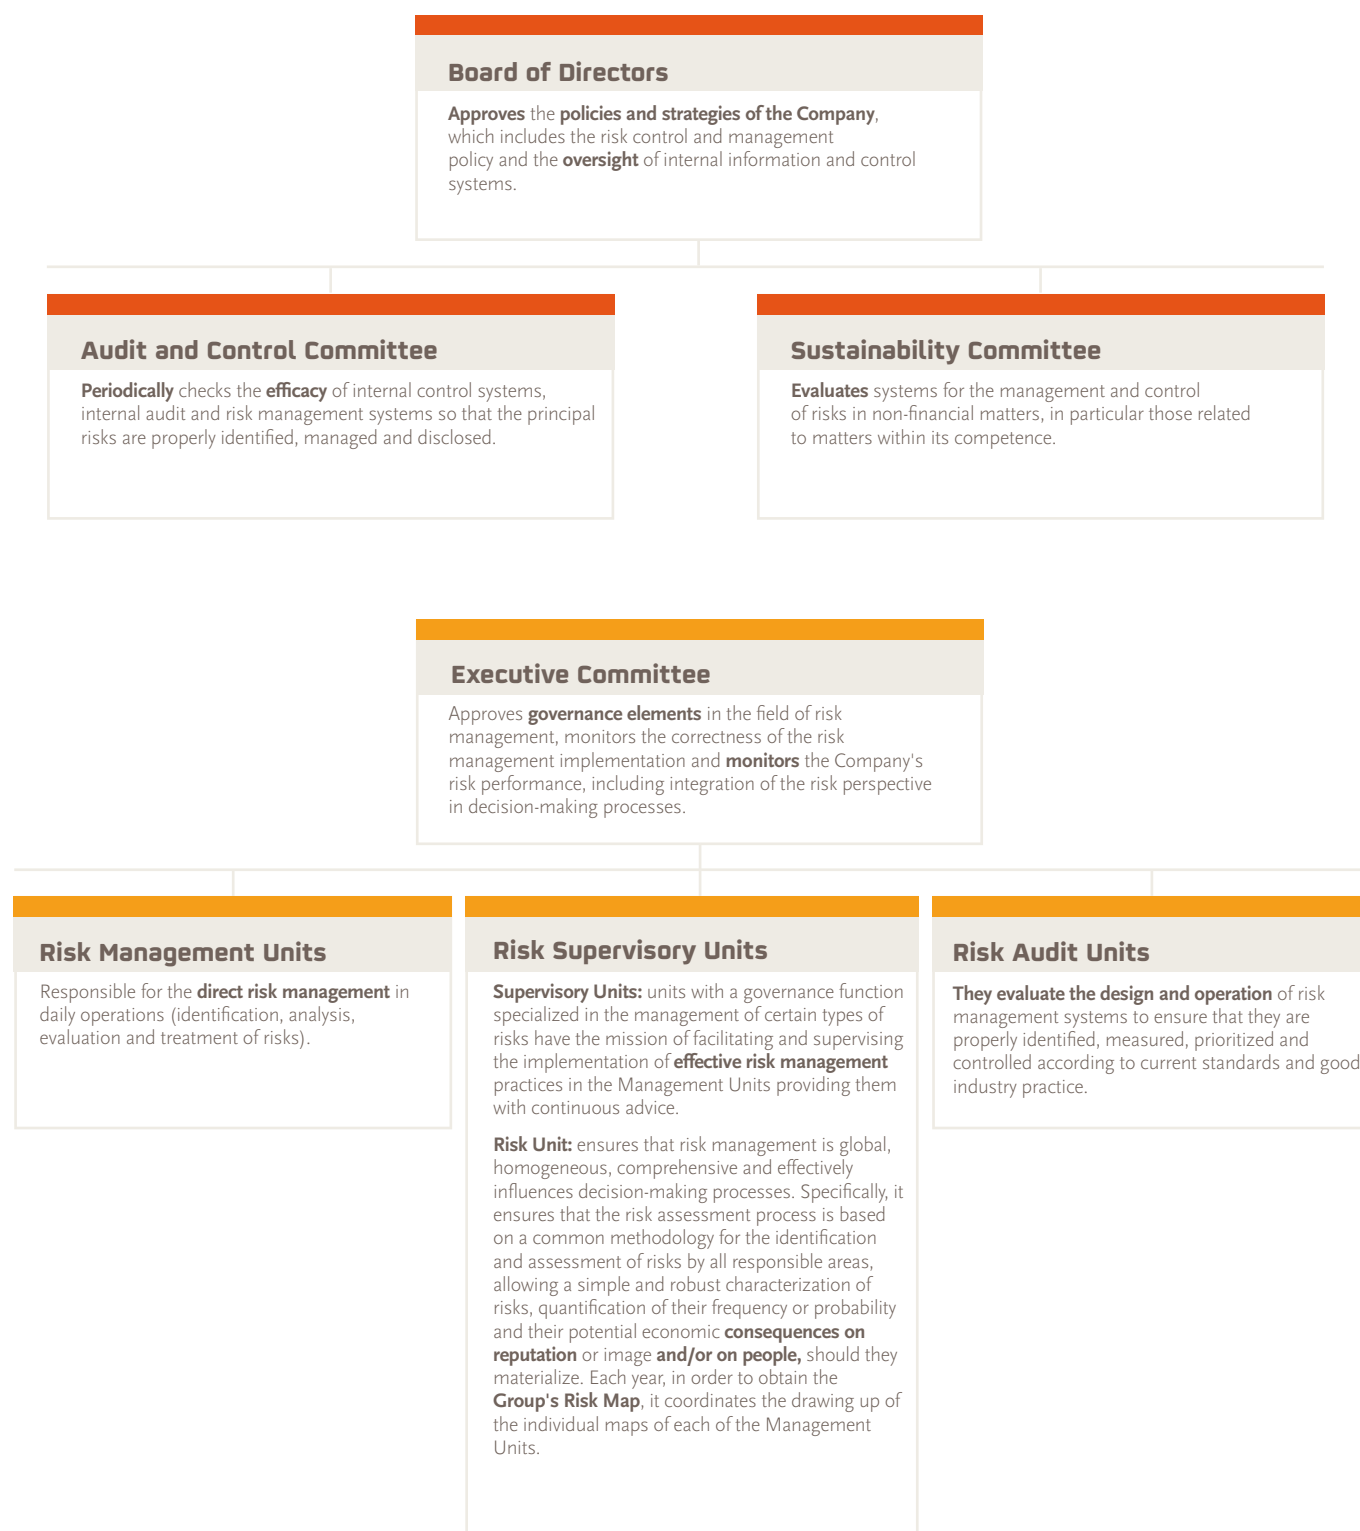 Board of Directors
Approves the policies and strategies of the Company,
which includes the risk control and management
policy and the oversight of internal information and control
systems.
Audit and Control Committee
Periodically checks the efficacy of internal control systems,
internal audit and risk management systems so that the principal
risks are properly identified, managed and disclosed.
Sustainability Committee
Evaluates systems for the management and control
of risks in non-financial matters, in particular those related
to matters within its competence.
Executive Committee
Approves governance elements in the field of risk
management, monitors the correctness of the risk
management implementation and monitors the Company's
risk performance, including integration of the risk perspective
in decision-making processes.
Risk Management Units
Responsible for the direct risk management in
daily operations (identification, analysis,
evaluation and treatment of risks).
Risk Supervisory Units
Supervisory Units: units with a governance function
specialized in the management of certain types of
risks have the mission of facilitating and supervising
the implementation of effective risk management
practices in the Management Units providing them
with continuous advice.
Risk Unit: ensures that risk management is global,
homogeneous, comprehensive and effectively
influences decision-making processes. Specifically, it
ensures that the risk assessment process is based
on a common methodology for the identification
and assessment of risks by all responsible areas,
allowing a simple and robust characterization of
risks, quantification of their frequency or probability
and their potential economic consequences on
reputation or image and/or on people, should they
materialize. Each year, in order to obtain the
Group's Risk Map, it coordinates the drawing up of
the individual maps of each of the Management
Units.
Risk Audit Units
They evaluate the design and operation of risk
management systems to ensure that they are
properly identified, measured, prioritized and
controlled according to current standards and good
industry practice.